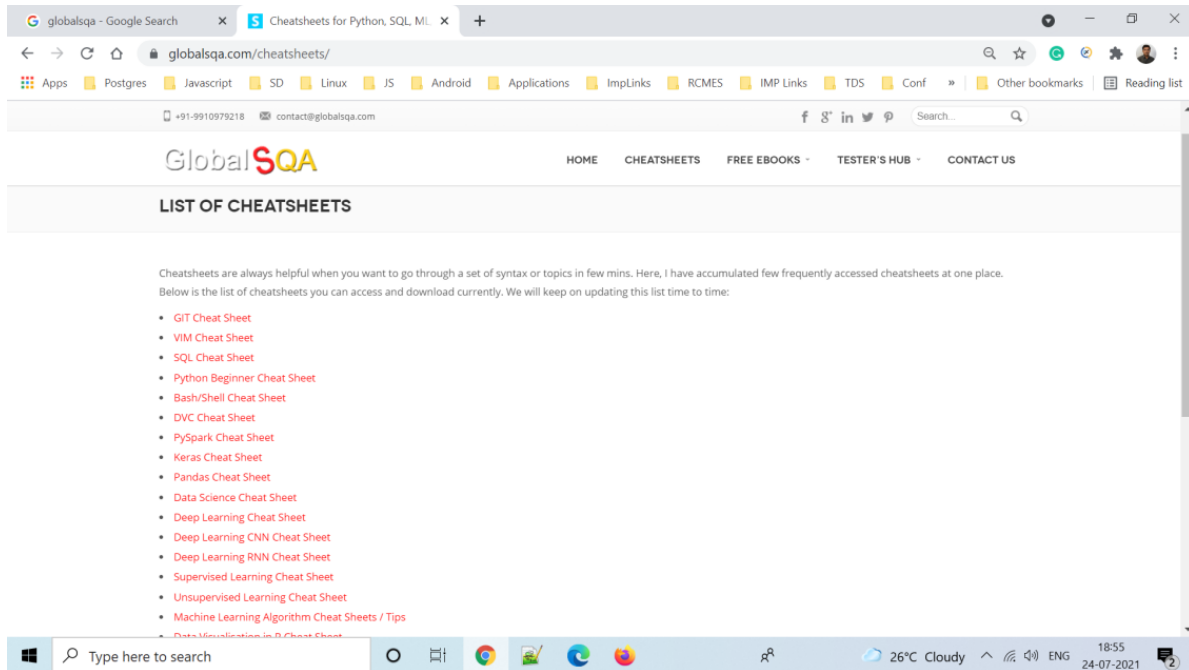 globalsqa - Google Search
Cheatsheets for Python, SQL, ML
globalsqa.com/cheatsheets/
Apps Postgres Javascript SD Linux JS Android Applications ImpLinks RCMES IMP Links TDS Conf » Other bookmarks Reading list
+91-9910979218 contact@globalsqa.com Search...
GlobalSQA HOME CHEATSHEETS FREE EBOOKS TESTER'S HUB CONTACT US
LIST OF CHEATSHEETS
Cheatsheets are always helpful when you want to go through a set of syntax or topics in few mins. Here, I have accumulated few frequently accessed cheatsheets at one place.
Below is the list of cheatsheets you can access and download currently. We will keep on updating this list time to time:
• GIT Cheat Sheet
• VIM Cheat Sheet
• SQL Cheat Sheet
• Python Beginner Cheat Sheet
• Bash/Shell Cheat Sheet
• DVC Cheat Sheet
• PySpark Cheat Sheet
• Keras Cheat Sheet
• Pandas Cheat Sheet
• Data Science Cheat Sheet
• Deep Learning Cheat Sheet
• Deep Learning CNN Cheat Sheet
• Deep Learning RNN Cheat Sheet
• Supervised Learning Cheat Sheet
• Unsupervised Learning Cheat Sheet
• Machine Learning Algorithm Cheat Sheets / Tips
• Data Visualisation in R Cheat Sheet
Type here to search 26°C Cloudy ENG 18:55
24-07-2021 2